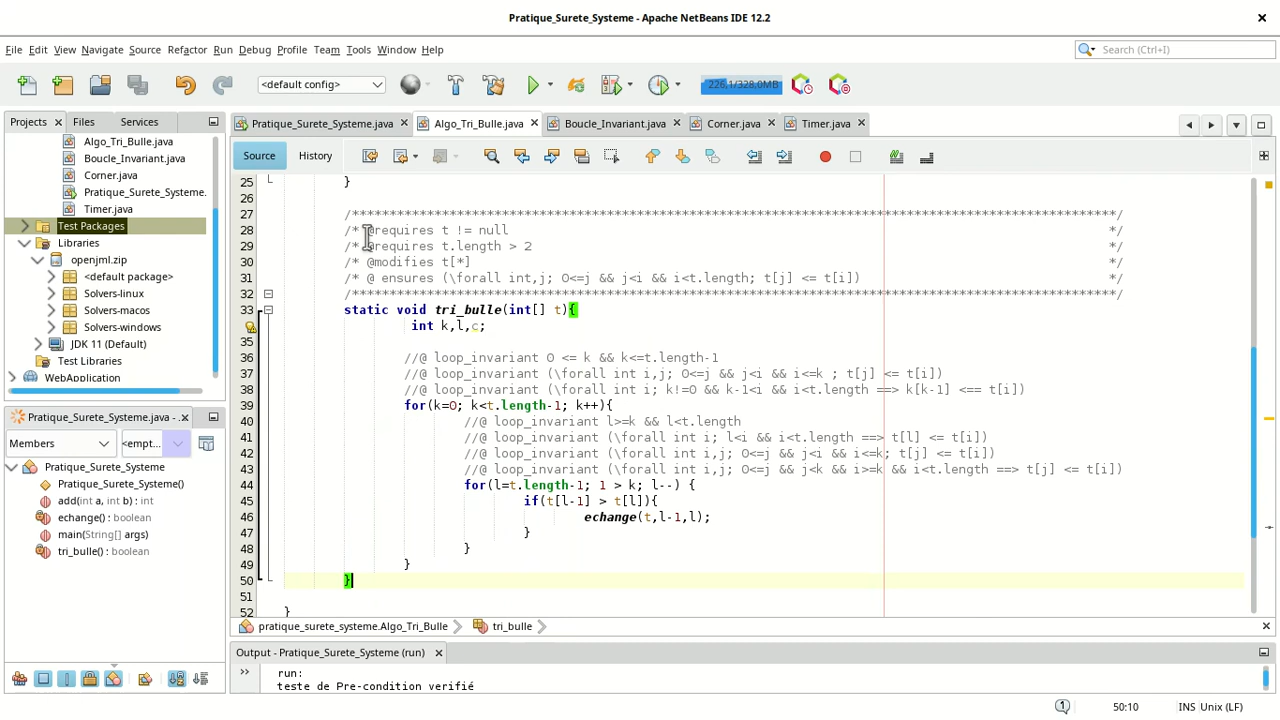 Pratique_Surete_Systeme - Apache NetBeans IDE 12.2
File Edit View Navigate Source Refactor Run Debug Profile Team Tools Window Help
Search (Ctrl+I)
<default config>
226,1/328,0MB
Projects Files Services
Pratique_Surete_Systeme.java Algo_Tri_Bulle.java Boucle_Invariant.java Corner.java Timer.java
Source History
Algo_Tri_Bulle.java
Boucle_Invariant.java
Corner.java
Pratique_Surete_Systeme.
Timer.java
Test Packages
Libraries
openjml.zip
<default package>
Solvers-linux
Solvers-macos
Solvers-windows
JDK 11 (Default)
Test Libraries
WebApplication
Pratique_Surete_Systeme.java -
Members <empt...
Pratique_Surete_Systeme
Pratique_Surete_Systeme()
add(int a, int b) : int
echange() : boolean
main(String[] args)
tri_bulle() : boolean
25 }
26
27 /*****************************************************************************************************/
28 /* @requires t != null */
29 /* @requires t.length > 2 */
30 /* @modifies t[*] */
31 /* @ ensures (\forall int,j; 0<=j && j<i && i<t.length; t[j] <= t[i]) */
32 /*****************************************************************************************************/
33 static void tri_bulle(int[] t){
int k,l,c;
35
36 //@ loop_invariant 0 <= k && k<=t.length-1
37 //@ loop_invariant (\forall int i,j; 0<=j && j<i && i<=k ; t[j] <= t[i])
38 //@ loop_invariant (\forall int i; k!=0 && k-1<i && i<t.length ==> k[k-1] <== t[i])
39 for(k=0; k<t.length-1; k++){
40 //@ loop_invariant l>=k && l<t.length
41 //@ loop_invariant (\forall int i; l<i && i<t.length ==> t[l] <= t[i])
42 //@ loop_invariant (\forall int i,j; 0<=j && j<i && i<=k; t[j] <= t[i])
43 //@ loop_invariant (\forall int i,j; 0<=j && j<k && i>=k && i<t.length ==> t[j] <= t[i])
44 for(l=t.length-1; 1 > k; l--) {
45 if(t[l-1] > t[l]){
46 echange(t,l-1,l);
47 }
48 }
49 }
50 }
51
52 }
pratique_surete_systeme.Algo_Tri_Bulle tri_bulle
Output - Pratique_Surete_Systeme (run)
run:
teste de Pre-condition verifié
1 50:10 INS Unix (LF)